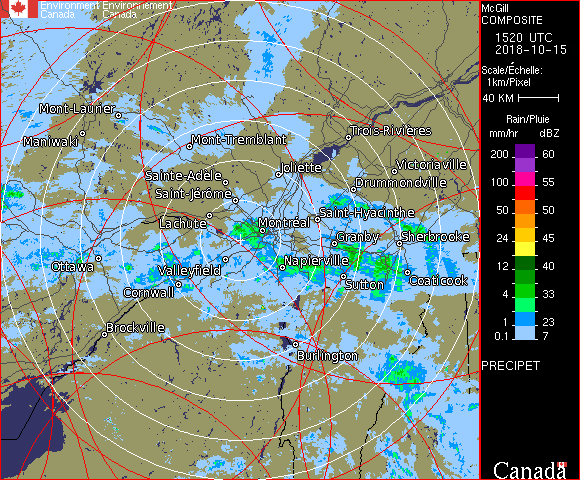 Environment Environnement
Canada Canada
McGill
COMPOSITE
1520 UTC
2018-10-15
Scale/Échelle:
1km/Pixel
40 KM
Rain/Pluie
mm/hr dBZ
200 60
100 55
50 50
24 45
12 40
4 33
1 23
0.1 7
PRECIPET
Canada
Mont-Laurier
Maniwaki
Mont-Tremblant
Trois-Rivières
Sainte-Adèle
Joliette
Victoriaville
Saint-Jérôme
Drummondville
Lachute
Montréal
Saint-Hyacinthe
Granby
Sherbrooke
Ottawa
Valleyfield
Napierville
Cornwall
Sutton
Coaticook
Brockville
Burlington